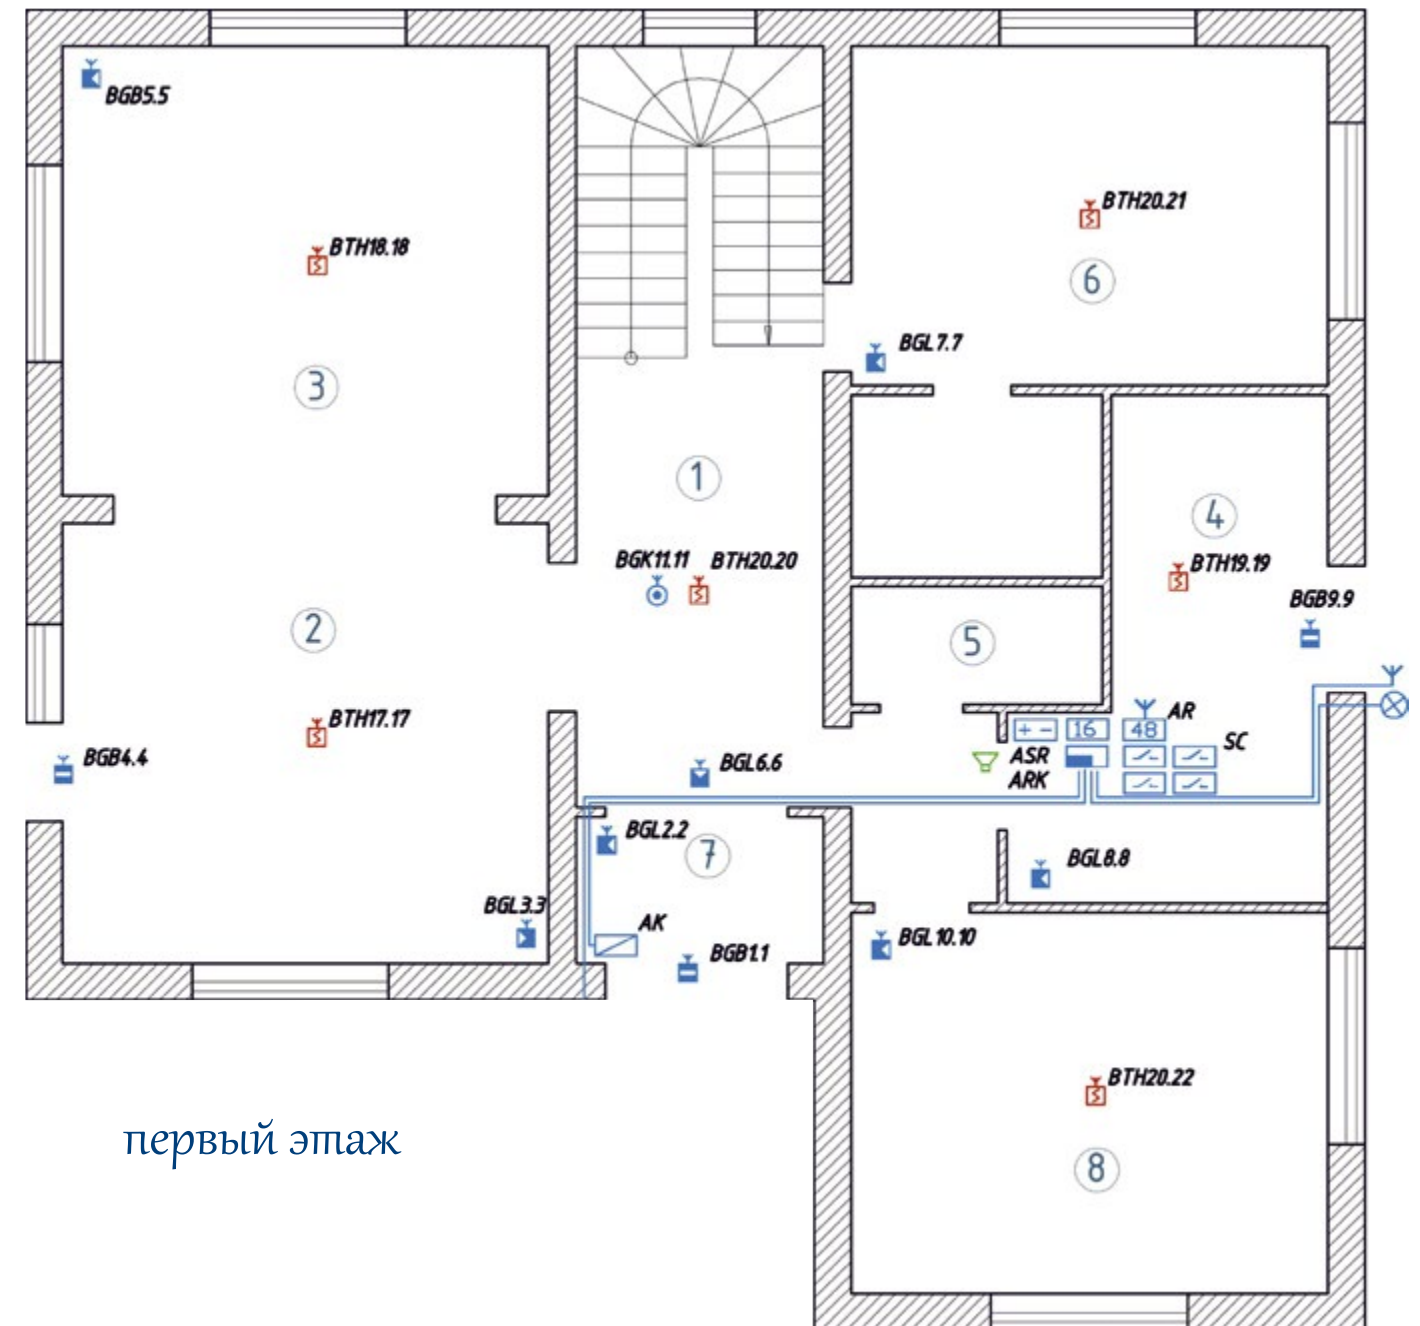 BGB5.5
BTH18.18
BTH20.21
6
BGL7.7
3
1
4
BGK11.11 BTH20.20
BTH19.19
BGB9.9
2
5
BTH17.17
AR
+ - 16 48
SC
BGB4.4
BGL6.6
ASR
ARK
BGL2.2
7
BGL8.8
BGL3.3
AK
BGL10.10
BGB1.1
BTH20.22
первый этаж
8